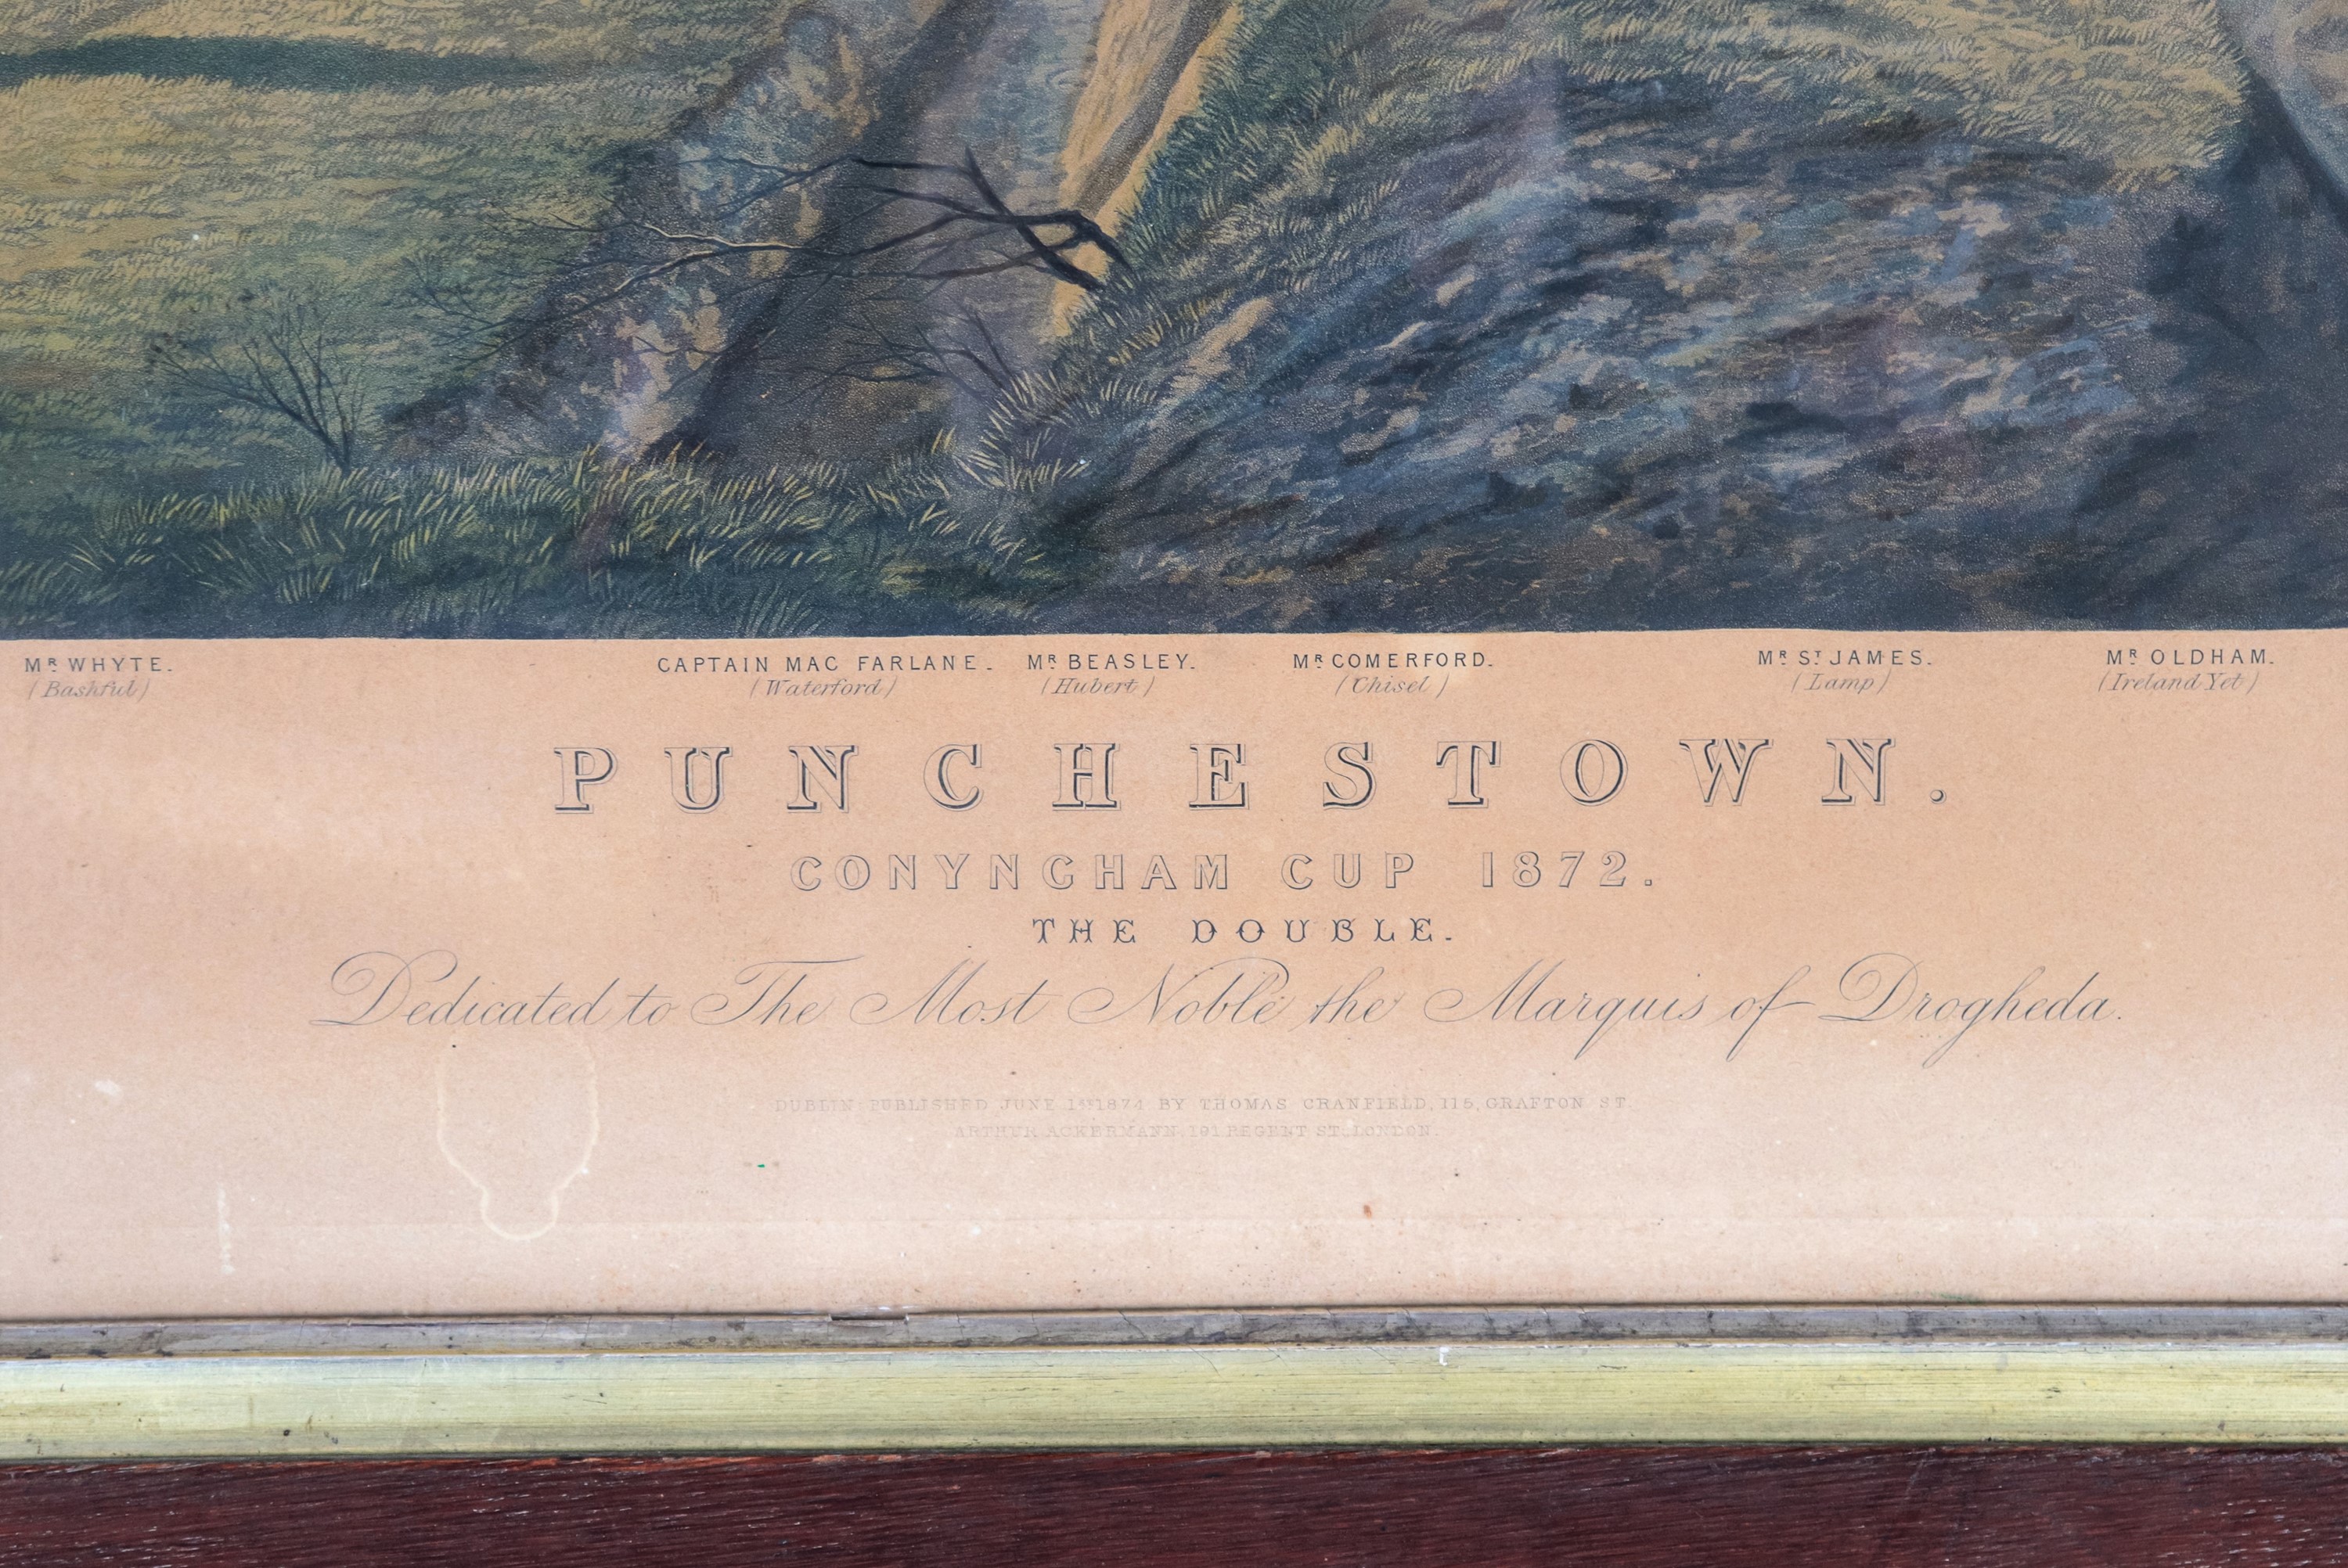 MR WHYTE. CAPTAIN MAC FARLANE. MR BEASLEY. MR COMERFORD. MR ST JAMES. MR OLDHAM.
(Bashful) (Waterford) (Hubert) (Chisel) (Lamp) (Ireland Yet)
PUNCHESTOWN.
CONYNGHAM CUP 1872.
THE DOUBLE.
Dedicated to The Most Noble the Marquis of Drogheda.
DUBLIN PUBLISHED JUNE 1ST 1874 BY THOMAS CRANFIELD, 115, GRAFTON ST.
ARTHUR ACKERMANN 191 REGENT ST. LONDON.